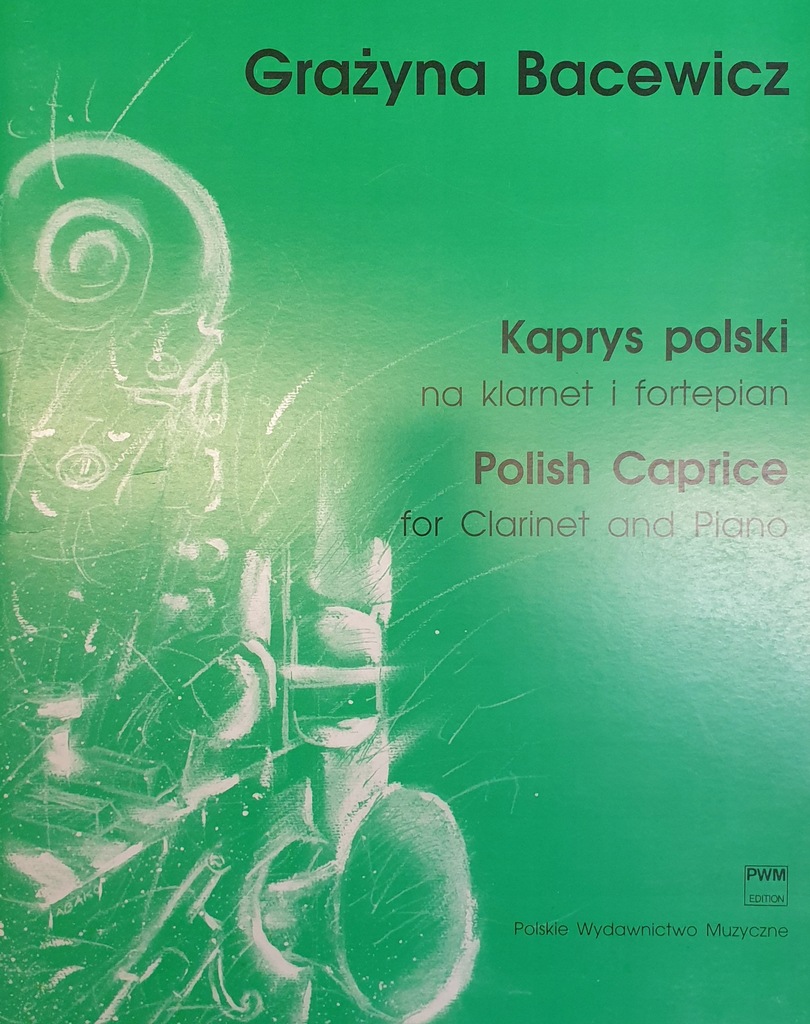 Grażyna Bacewicz
Kaprys polski
na klarnet i fortepian
Polish Caprice
for Clarinet and Piano
PWM
EDITION
Polskie Wydawnictwo Muzyczne